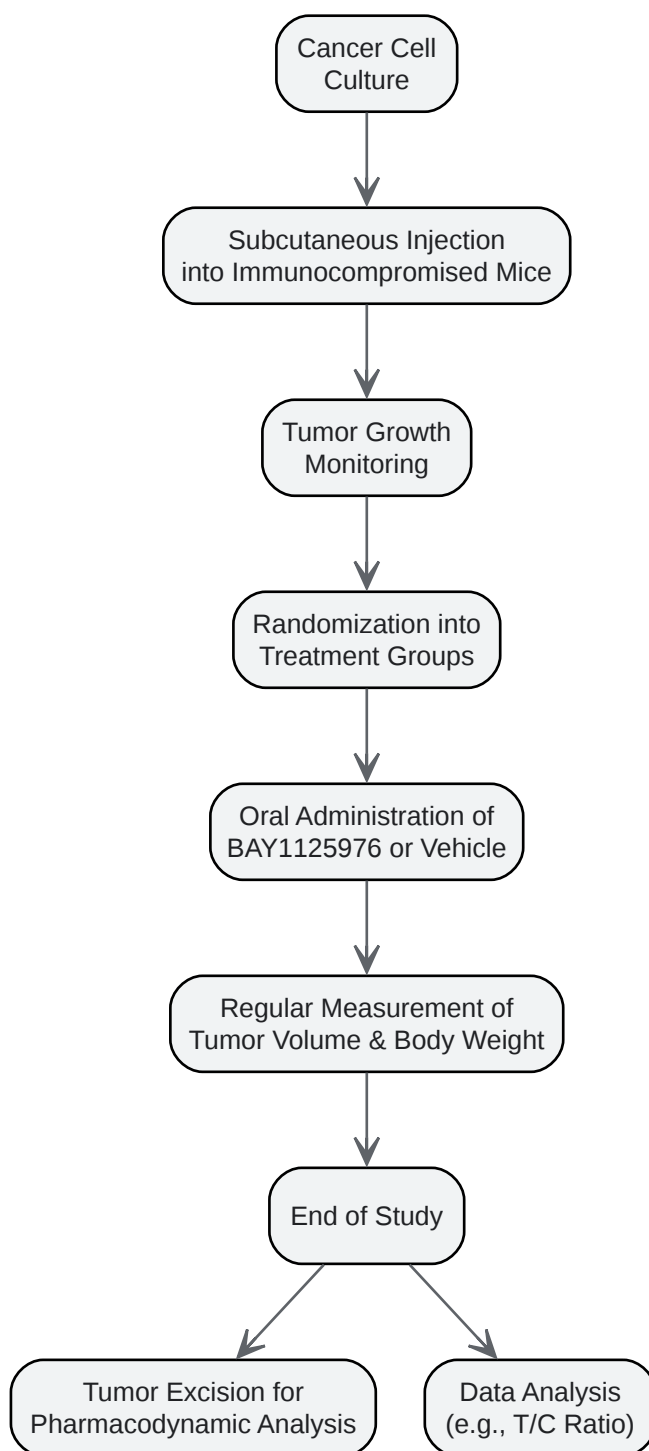 Cancer Cell
Culture
Subcutaneous Injection
into Immunocompromised Mice
Tumor Growth
Monitoring
Randomization into
Treatment Groups
Oral Administration of
BAY1125976 or Vehicle
Regular Measurement of
Tumor Volume & Body Weight
End of Study
Tumor Excision for
Pharmacodynamic Analysis
Data Analysis
(e.g., T/C Ratio)